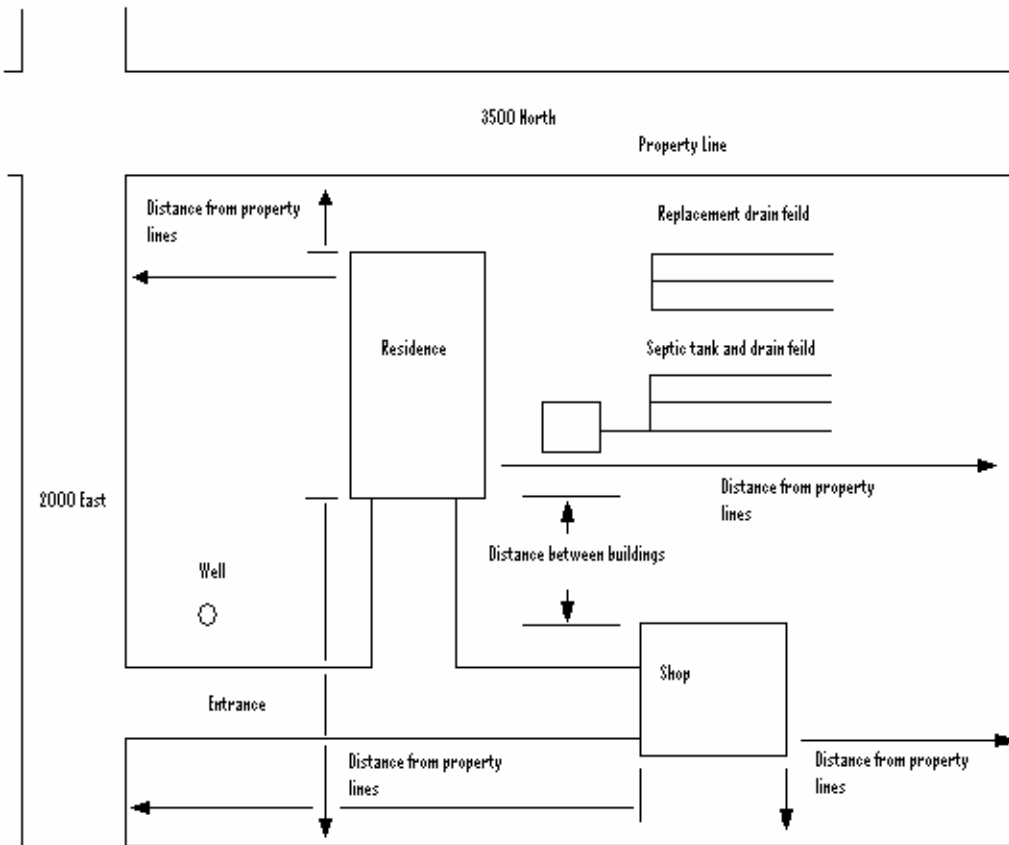 3500 North
Property Line
Distance from property
lines
Replacement drain feild
Residence
Septic tank and drain feild
2000 East
Distance from property
lines
Distance between buildings
Well
Shop
Entrance
Distance from property
lines
Distance from property
lines